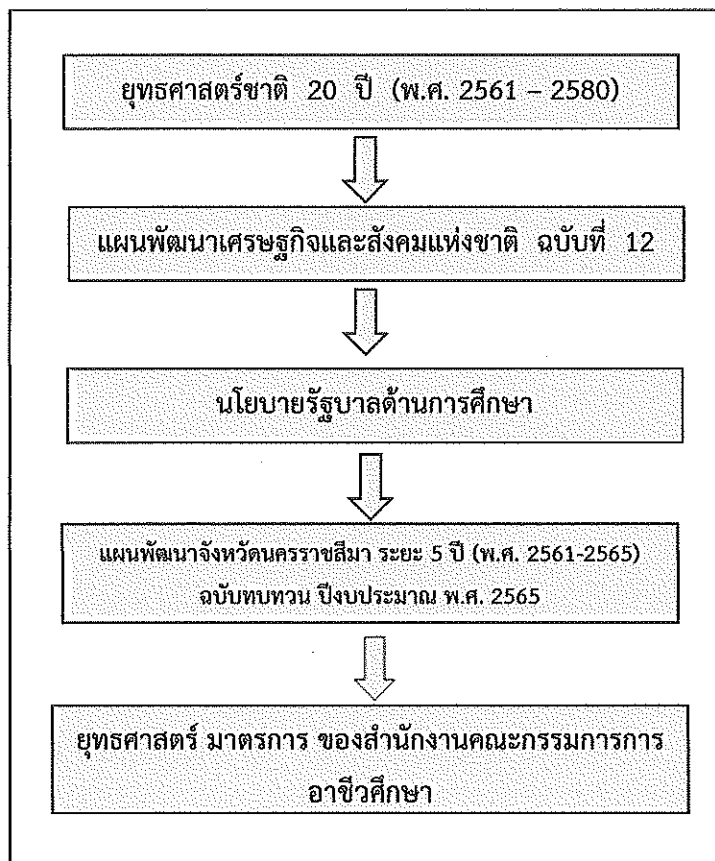 ยุทธศาสตร์ชาติ 20 ปี (พ.ศ. 2561 – 2580)
แผนพัฒนาเศรษฐกิจและสังคมแห่งชาติ ฉบับที่ 12
นโยบายรัฐบาลด้านการศึกษา
แผนพัฒนาจังหวัดนครราชสีมา ระยะ 5 ปี (พ.ศ. 2561-2565)
ฉบับทบทวน ปีงบประมาณ พ.ศ. 2565
ยุทธศาสตร์ มาตรการ ของสำนักงานคณะกรรมการการ
อาชีวศึกษา